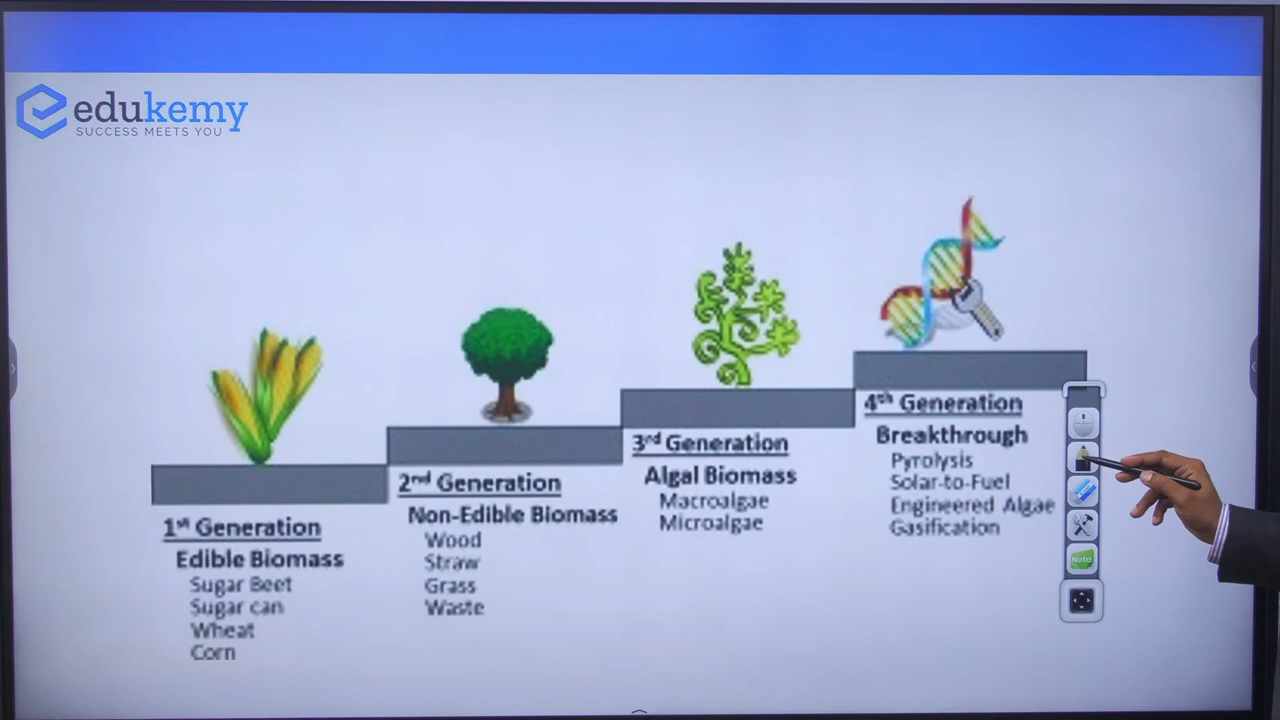 edukemy
SUCCESS MEETS YOU
1st Generation
Edible Biomass
Sugar Beet
Sugar can
Wheat
Corn
2nd Generation
Non-Edible Biomass
Wood
Straw
Grass
Waste
3rd Generation
Algal Biomass
Macroalgae
Microalgae
4th Generation
Breakthrough
Pyrolysis
Solar-to-Fuel
Engineered Algae
Gasification
Note